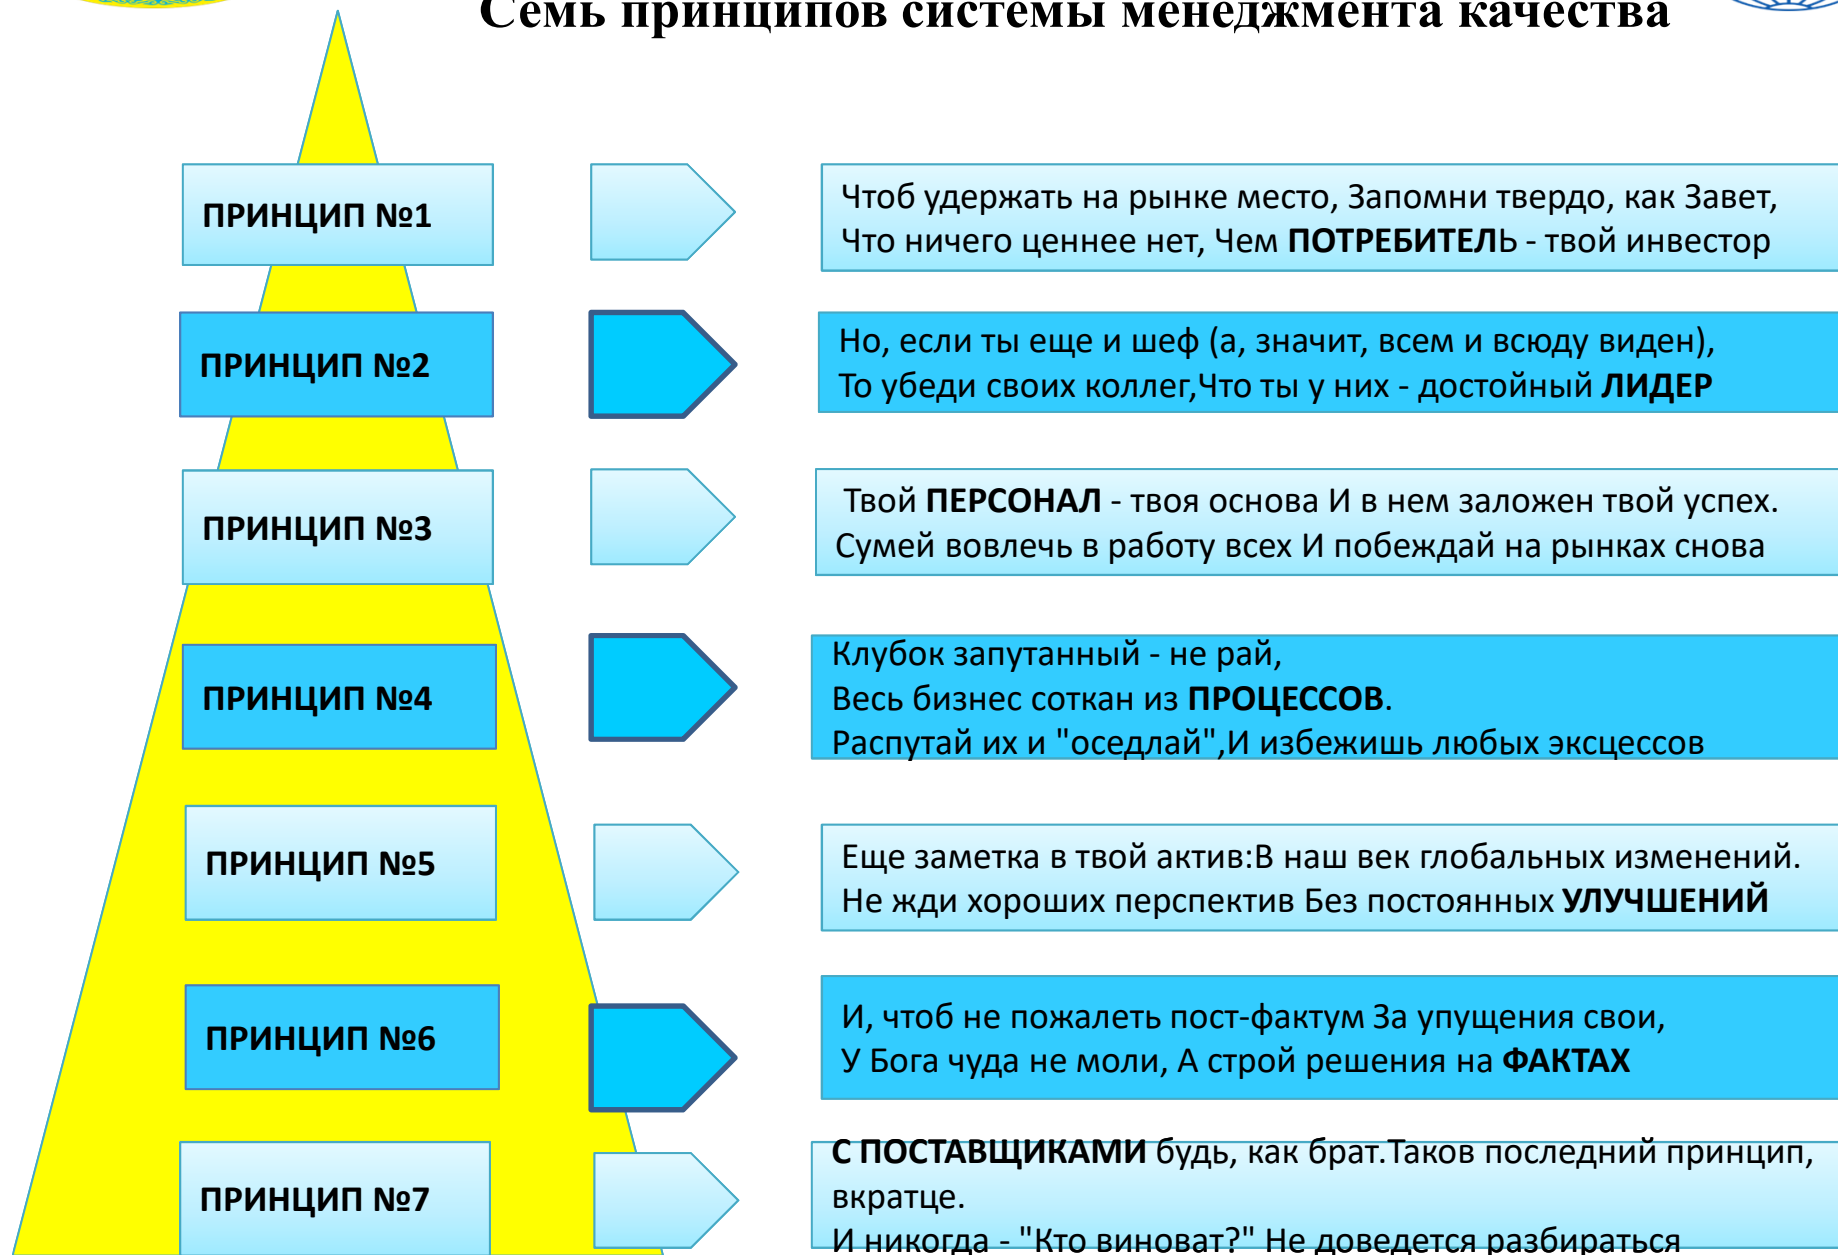 Семь принципов системы менеджмента качества
ПРИНЦИП №1
Чтоб удержать на рынке место, Запомни твердо, как Завет,
Что ничего ценнее нет, Чем ПОТРЕБИТЕЛЬ - твой инвестор
ПРИНЦИП №2
Но, если ты еще и шеф (а, значит, всем и всюду виден),
То убеди своих коллег,Что ты у них - достойный ЛИДЕР
ПРИНЦИП №3
Твой ПЕРСОНАЛ - твоя основа И в нем заложен твой успех.
Сумей вовлечь в работу всех И побеждай на рынках снова
ПРИНЦИП №4
Клубок запутанный - не рай,
Весь бизнес соткан из ПРОЦЕССОВ.
Распутай их и "оседлай",И избежишь любых эксцессов
ПРИНЦИП №5
Еще заметка в твой актив:В наш век глобальных изменений.
Не жди хороших перспектив Без постоянных УЛУЧШЕНИЙ
ПРИНЦИП №6
И, чтоб не пожалеть пост-фактум За упущения свои,
У Бога чуда не моли, А строй решения на ФАКТАХ
ПРИНЦИП №7
С ПОСТАВЩИКАМИ будь, как брат.Таков последний принцип,
вкратце.
И никогда - "Кто виноват?" Не доведется разбираться